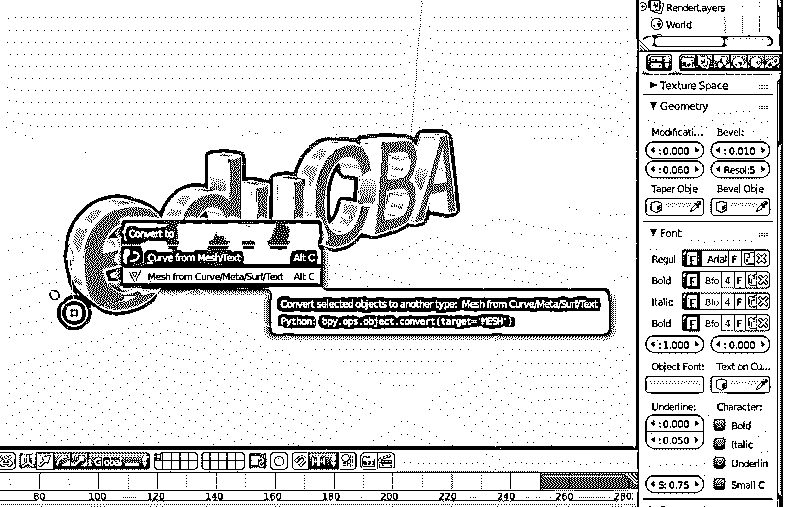 RenderLayers
World
Texture Space
Geometry
Modificati... Bevel:
:0.000 :0.010
:0.060 Resol:5
Taper Obje Bevel Obje
Font
Regul F Arial F
Bold F Bfo 4 F
Italic F Bfo 4 F
Bold F Bfo 4 F
:1.000 :0.000
Object Font: Text on Cu...
Underline: Character:
:0.000 Bold
:0.050 Italic
Underlin
S: 0.75 Small C
eduCBA
Convert to
Curve from Mesh/Text Alt C
Mesh from Curve/Meta/Surf/Text Alt C
Convert selected objects to another type: Mesh from Curve/Meta/Surf/Text
Python: bpy.ops.object.convert(target='MESH')
80 100 120 140 160 180 200 220 240 260 280